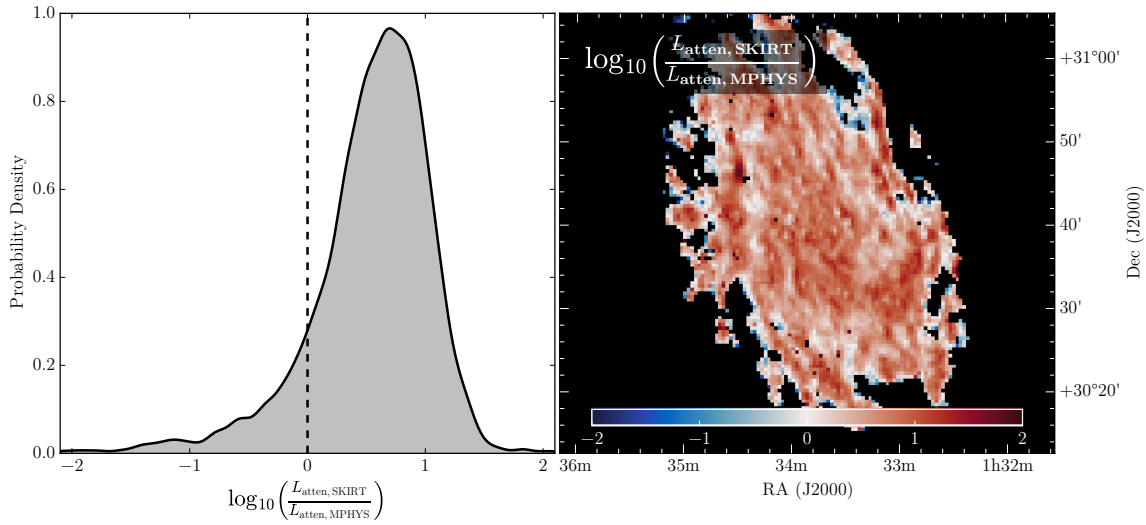 1.0
0.8
0.6
0.4
0.2
0.0
Probability Density
−2 −1 0 1 2
log10(Latten,SKIRT/Latten,MPHYS)
log10(Latten,SKIRT/Latten,MPHYS)
+31°00'
50'
40'
30'
+30°20'
Dec (J2000)
−2 −1 0 1 2
36m 35m 34m 33m 1h32m
RA (J2000)